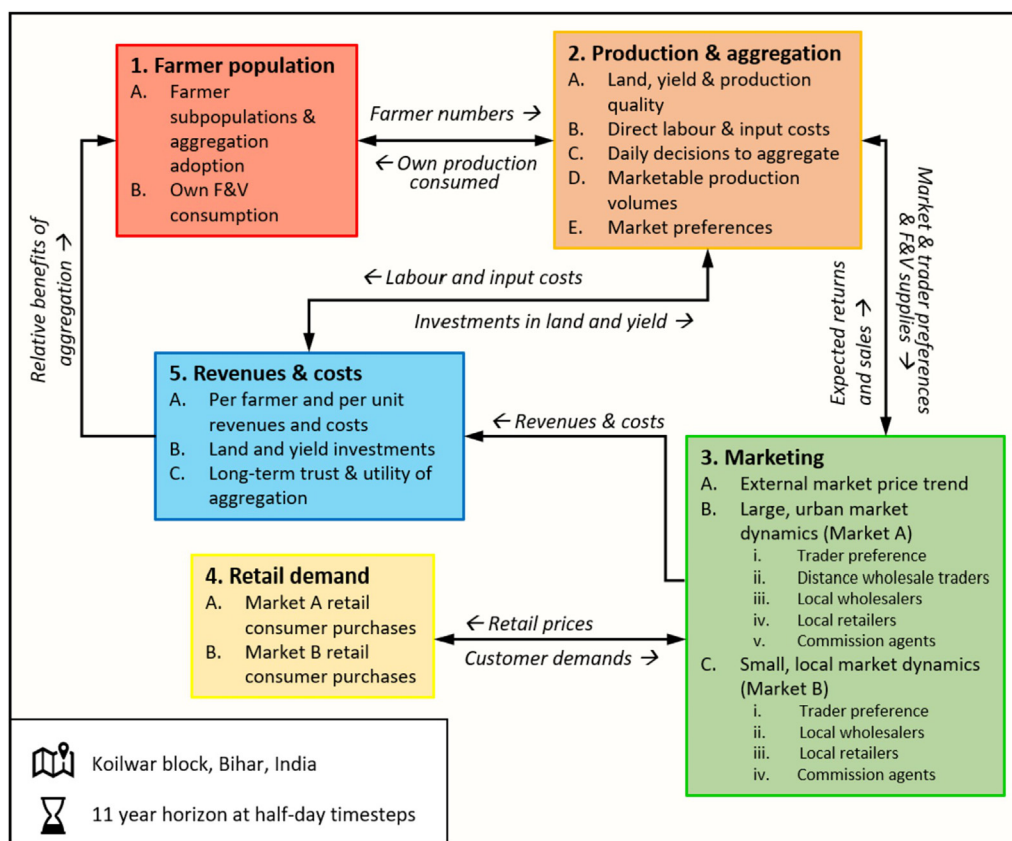 1. Farmer population
A. Farmer
subpopulations &
aggregation
adoption
B. Own F&V
consumption
Farmer numbers →
← Own production
consumed
2. Production & aggregation
A. Land, yield & production
quality
B. Direct labour & input costs
C. Daily decisions to aggregate
D. Marketable production
volumes
E. Market preferences
Relative benefits of
aggregation →
← Labour and input costs
Investments in land and yield →
Expected returns
and sales →
Market & trader preferences
& F&V supplies →
5. Revenues & costs
A. Per farmer and per unit
revenues and costs
B. Land and yield investments
C. Long-term trust & utility of
aggregation
← Revenues & costs
3. Marketing
A. External market price trend
B. Large, urban market
dynamics (Market A)
i. Trader preference
ii. Distance wholesale traders
iii. Local wholesalers
iv. Local retailers
v. Commission agents
C. Small, local market dynamics
(Market B)
i. Trader preference
ii. Local wholesalers
iii. Local retailers
iv. Commission agents
4. Retail demand
A. Market A retail
consumer purchases
B. Market B retail
consumer purchases
← Retail prices
Customer demands →
Koilwar block, Bihar, India
11 year horizon at half-day timesteps